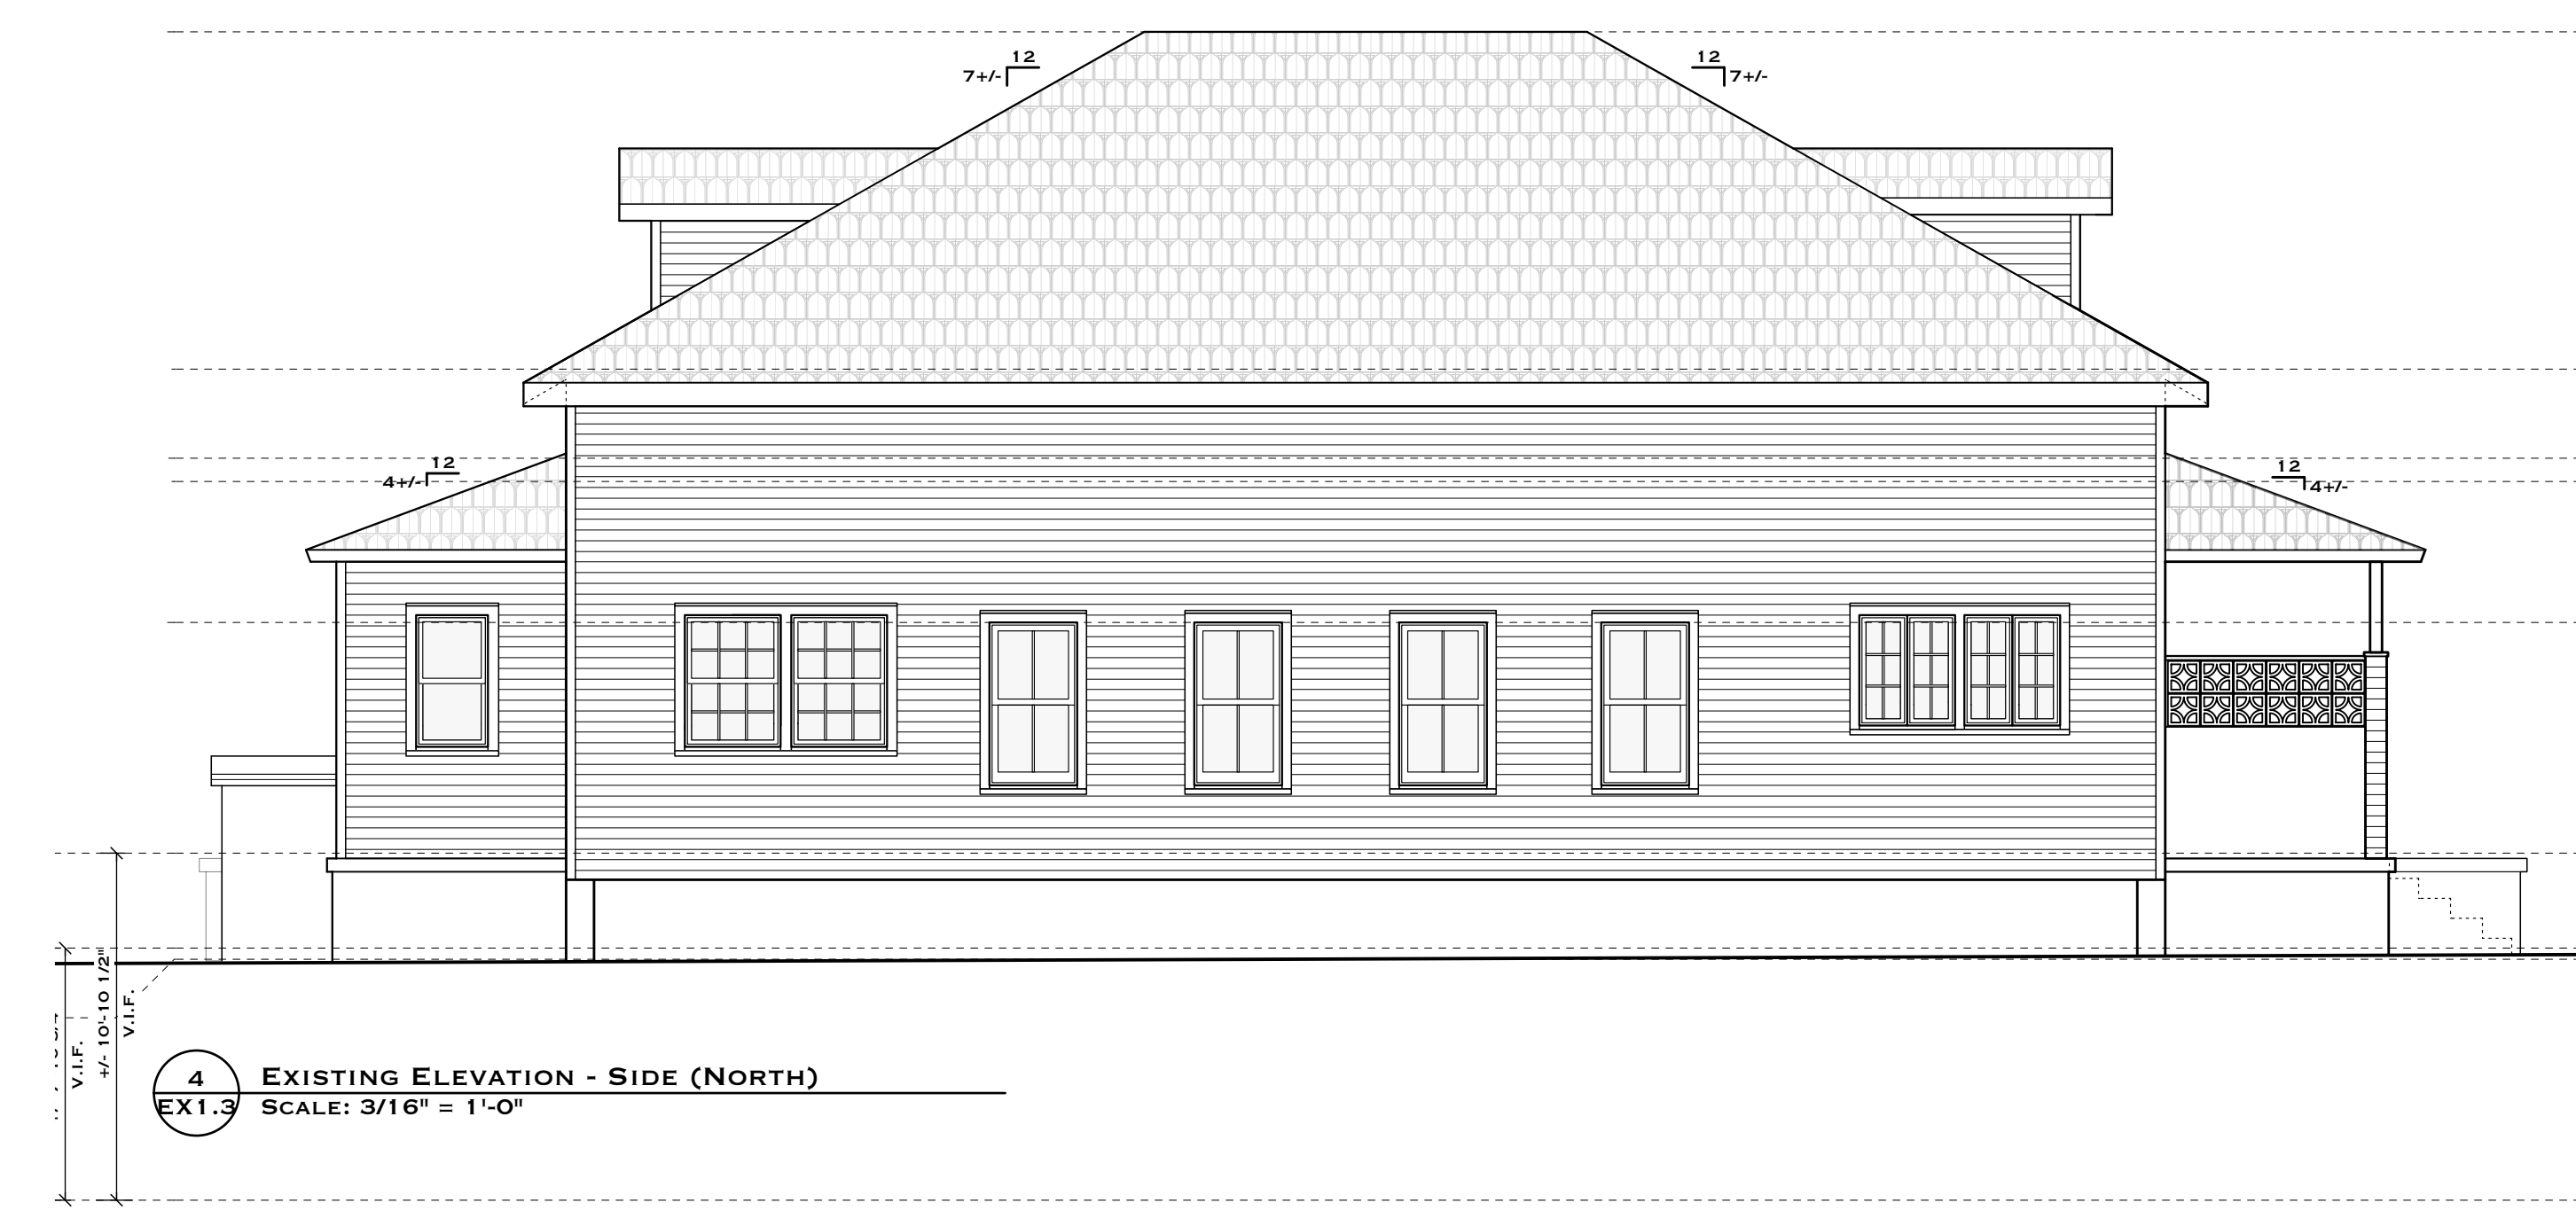 12
7+/-
12
7+/-
12
4+/-
12
4+/-
+/- 10'-10 1/2"
V.I.F.
V.I.F.
4
EX1.3
EXISTING ELEVATION - SIDE (NORTH)
SCALE: 3/16" = 1'-0"